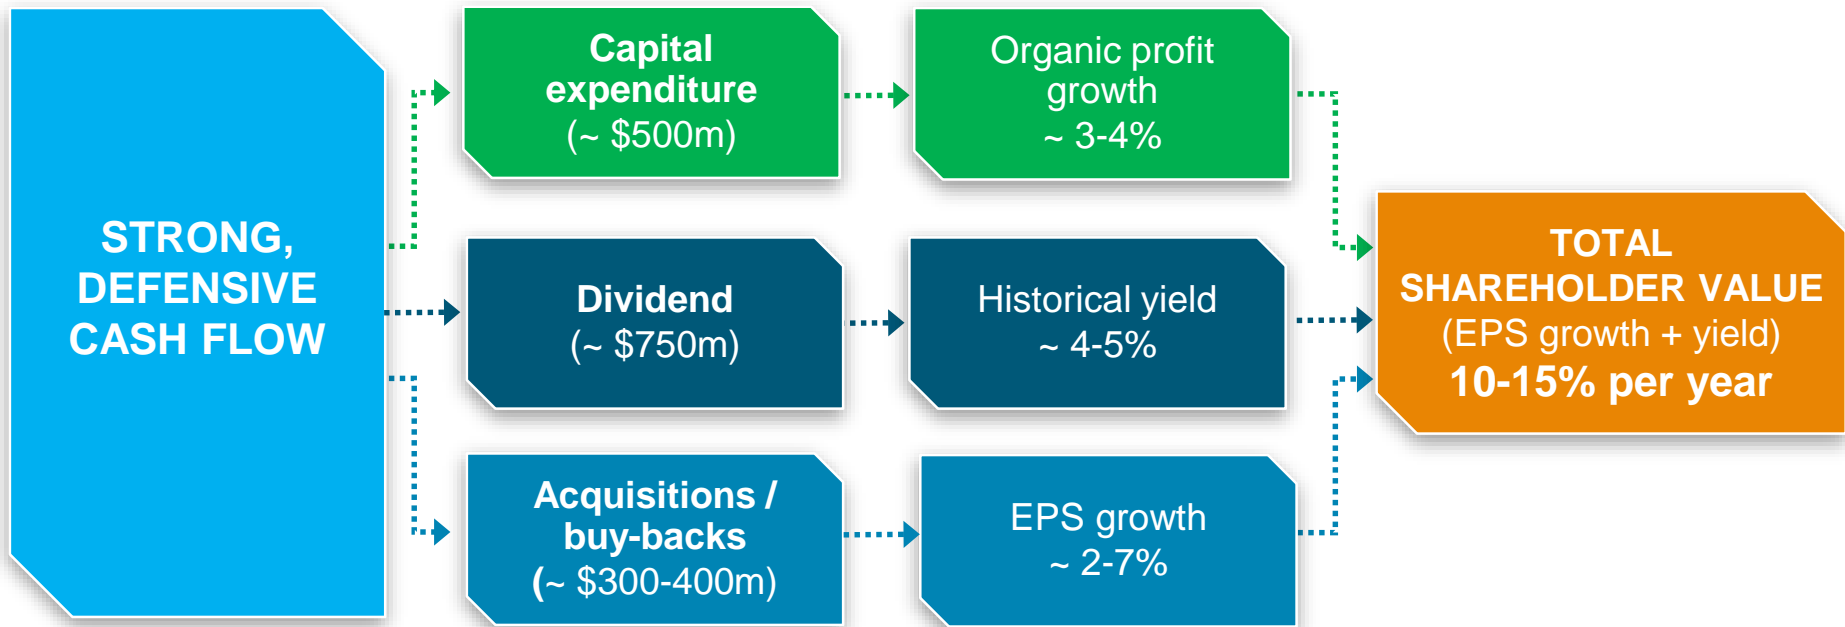 STRONG,
DEFENSIVE
CASH FLOW
Capital
expenditure
(~ $500m)
Organic profit
growth
~ 3-4%
Dividend
(~ $750m)
Historical yield
~ 4-5%
Acquisitions /
buy-backs
(~ $300-400m)
EPS growth
~ 2-7%
TOTAL
SHAREHOLDER VALUE
(EPS growth + yield)
10-15% per year